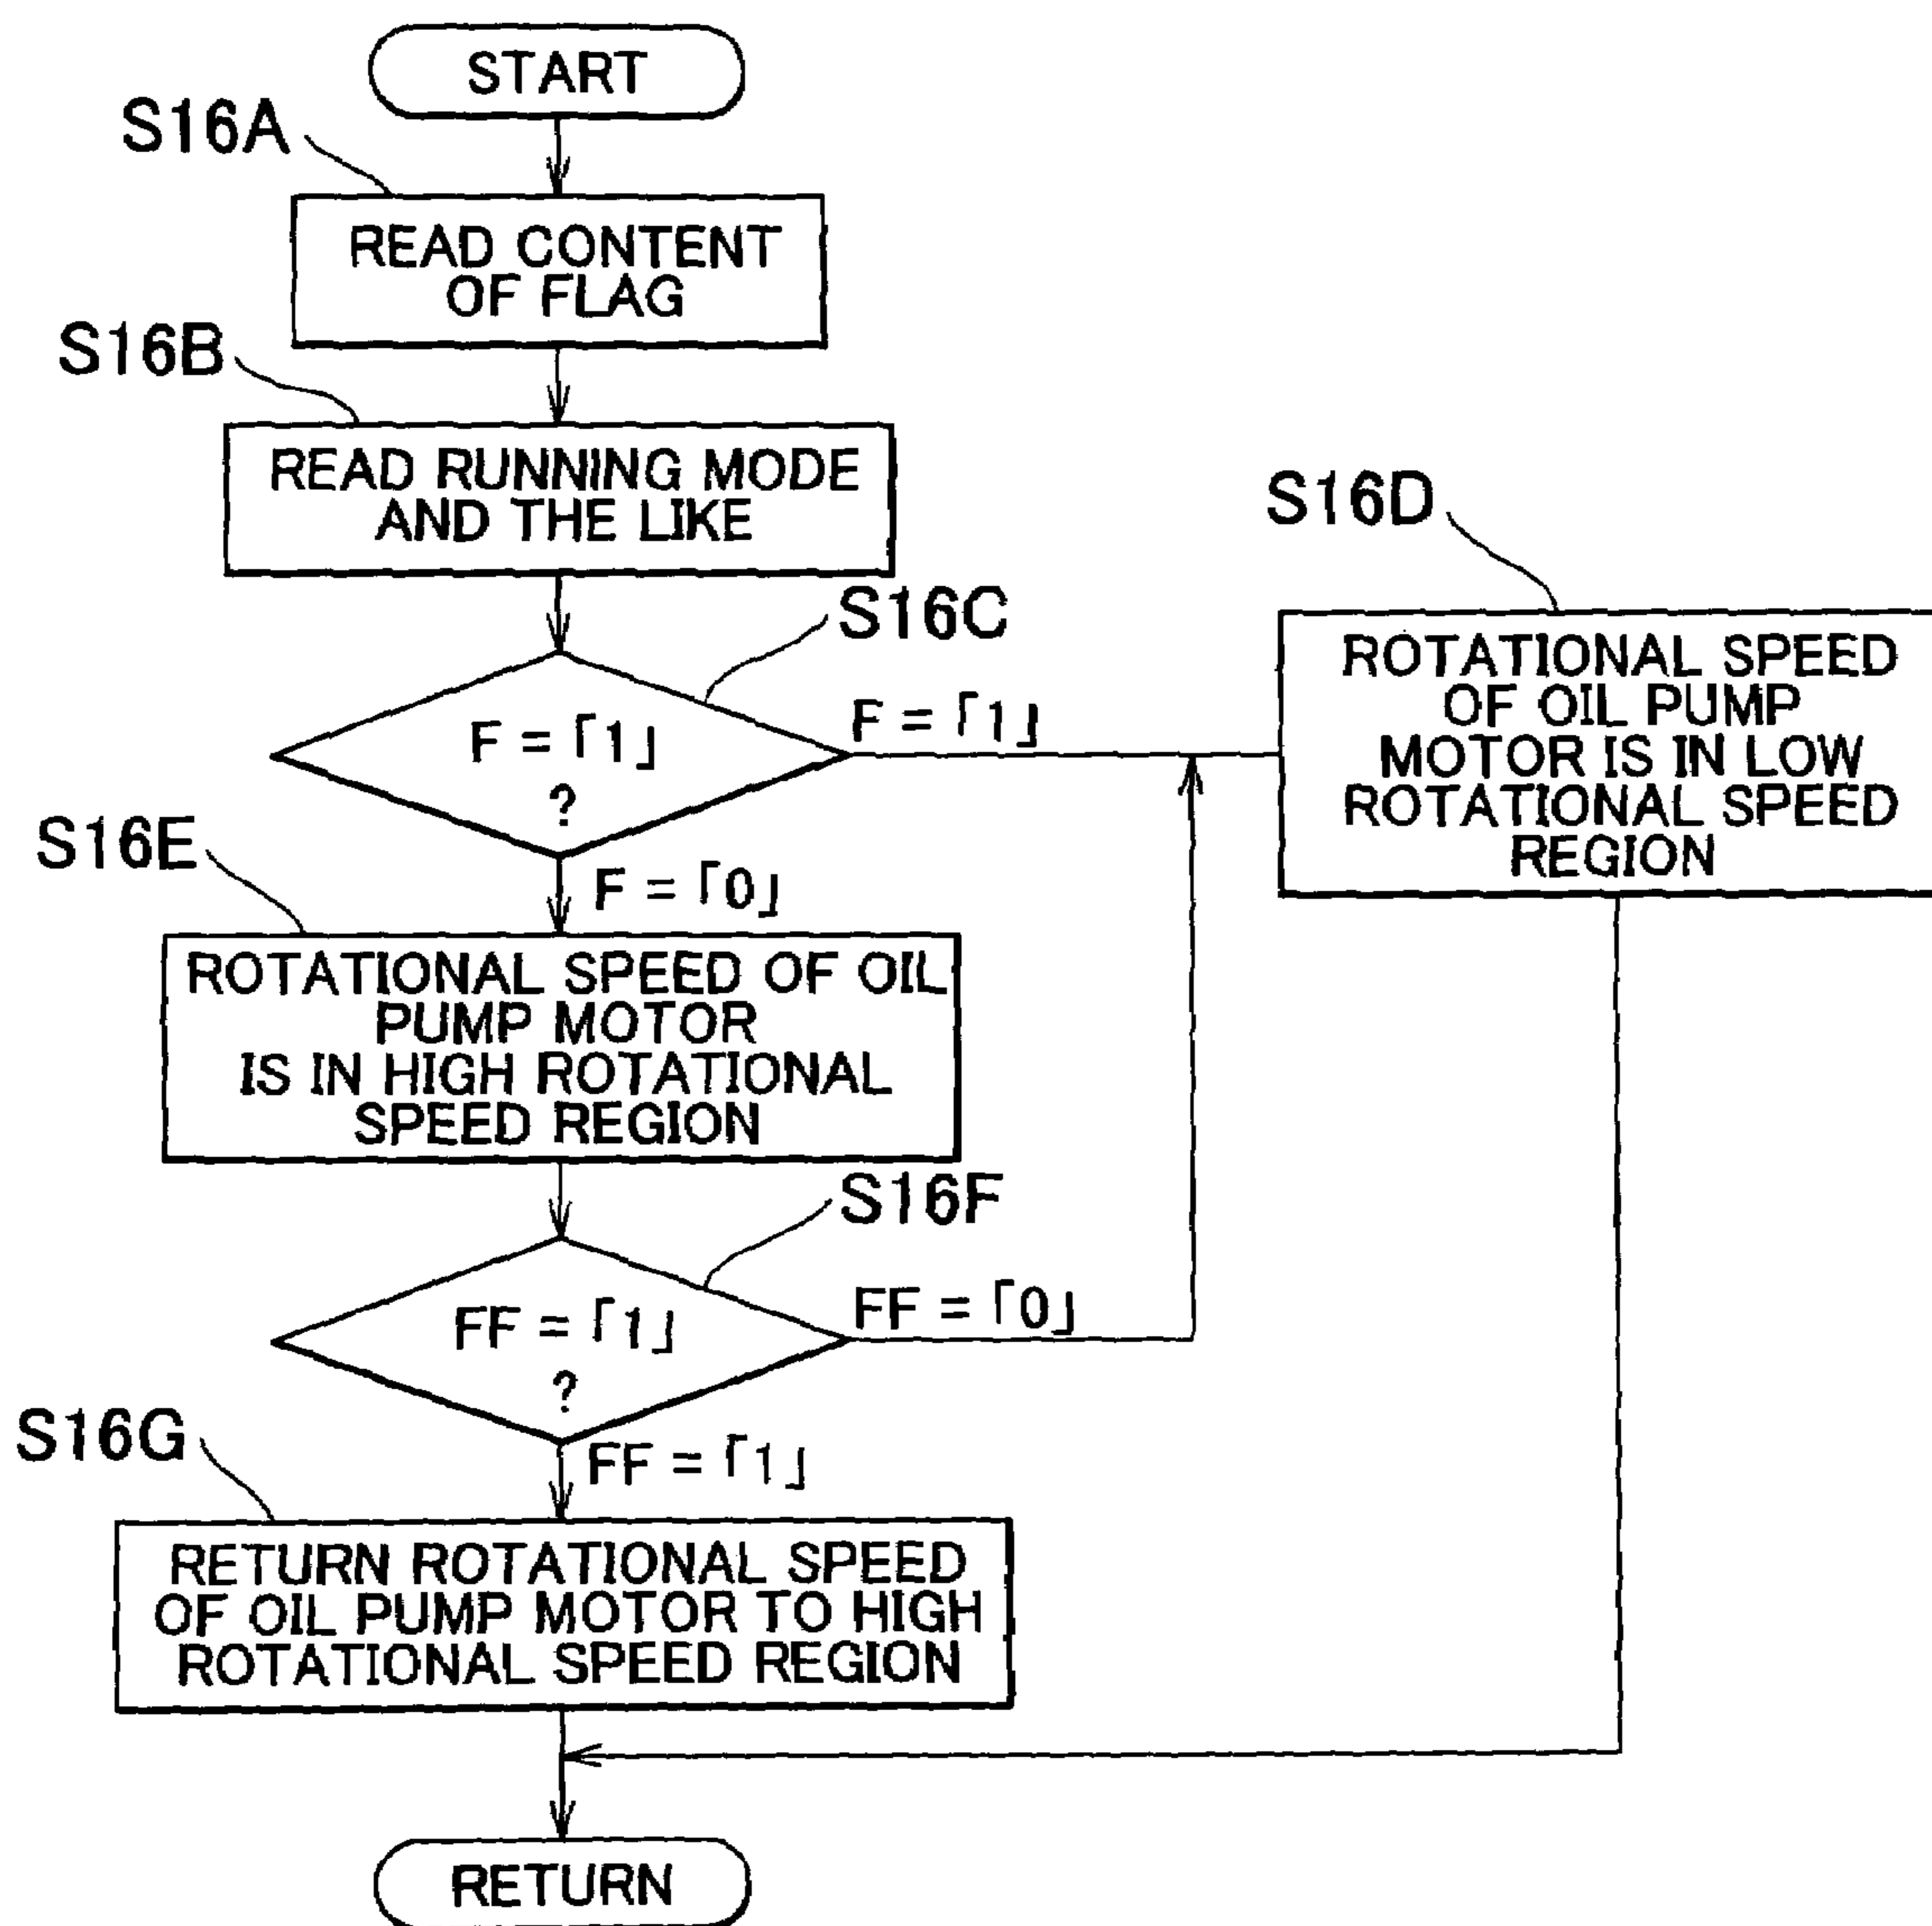 START
S16A
READ CONTENT
OF FLAG
S16B
READ RUNNING MODE
AND THE LIKE
S16C
F = ｢1｣
?
F = ｢1｣
S16D
ROTATIONAL SPEED
OF OIL PUMP
MOTOR IS IN LOW
ROTATIONAL SPEED
REGION
F = ｢0｣
S16E
ROTATIONAL SPEED OF OIL
PUMP MOTOR
IS IN HIGH ROTATIONAL
SPEED REGION
S16F
FF = ｢1｣
?
FF = ｢0｣
FF = ｢1｣
S16G
RETURN ROTATIONAL SPEED
OF OIL PUMP MOTOR TO HIGH
ROTATIONAL SPEED REGION
RETURN